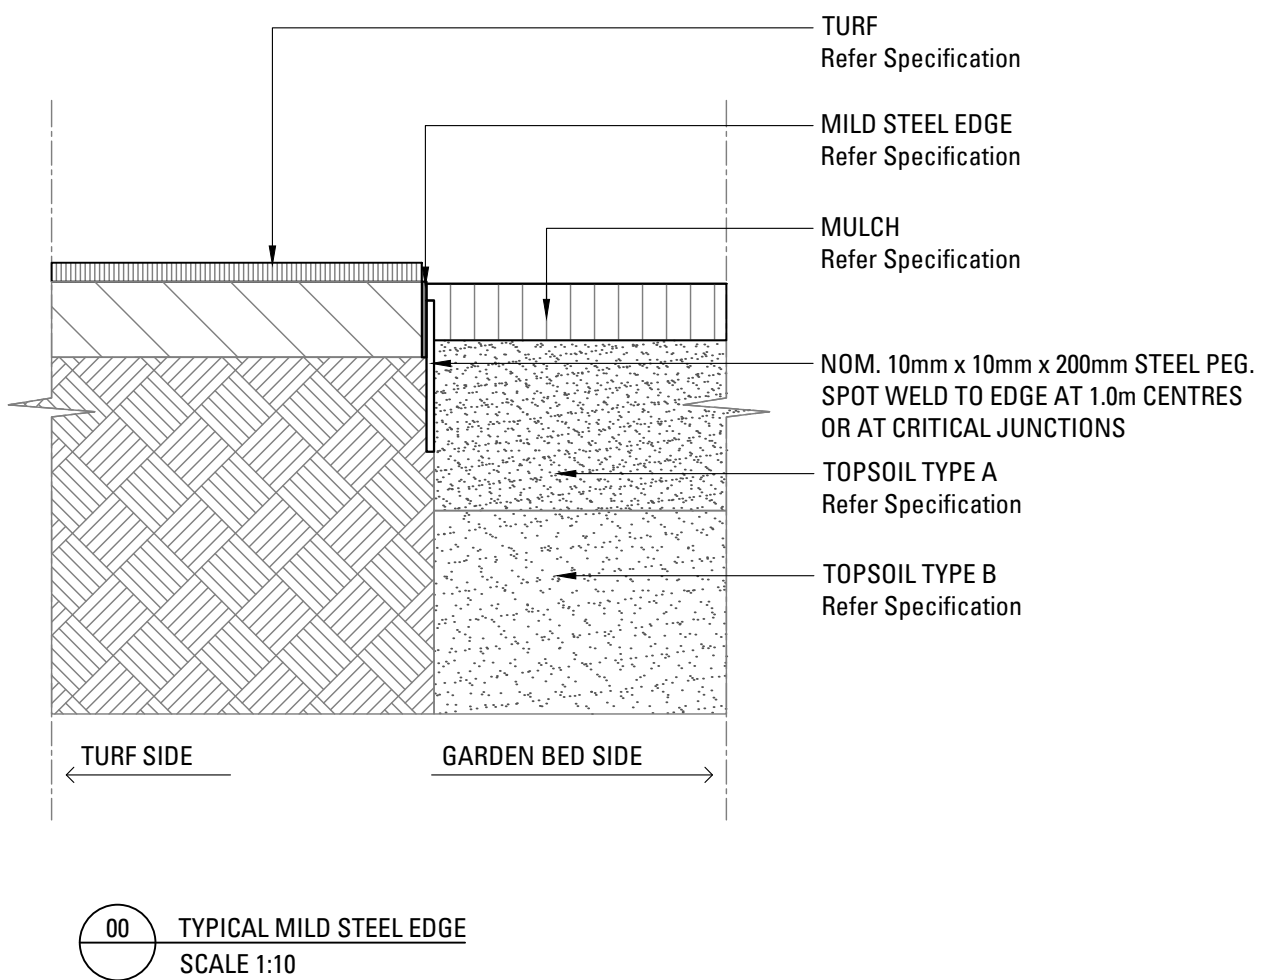 TURF
Refer Specification
MILD STEEL EDGE
Refer Specification
MULCH
Refer Specification
NOM. 10mm x 10mm x 200mm STEEL PEG.
SPOT WELD TO EDGE AT 1.0m CENTRES
OR AT CRITICAL JUNCTIONS
TOPSOIL TYPE A
Refer Specification
TOPSOIL TYPE B
Refer Specification
TURF SIDE
GARDEN BED SIDE
00
TYPICAL MILD STEEL EDGE
SCALE 1:10